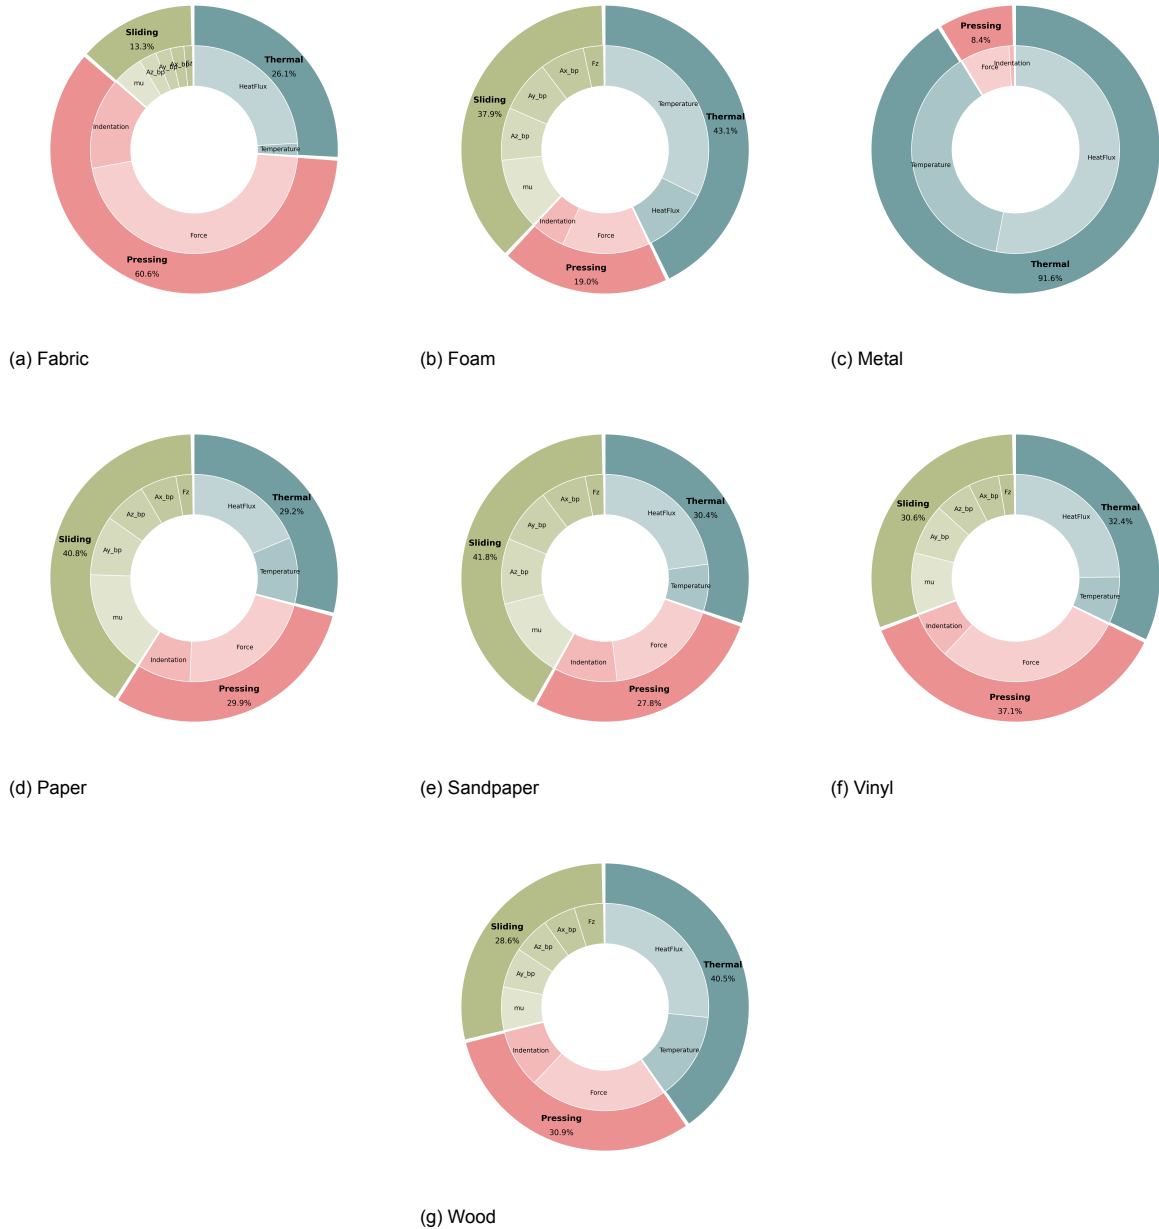 Sliding
13.3%
Thermal
26.1%
Pressing
60.6%
mu
Az_bp
Ay_bp
Ax_bp
Fz
HeatFlux
Temperature
Indentation
Force
(a) Fabric
Sliding
37.9%
Thermal
43.1%
Pressing
19.0%
Fz
Ax_bp
Ay_bp
Az_bp
mu
Temperature
HeatFlux
Indentation
Force
(b) Foam
Pressing
8.4%
Thermal
91.6%
Force
Indentation
Temperature
HeatFlux
(c) Metal
Sliding
40.8%
Thermal
29.2%
Pressing
29.9%
Fz
Ax_bp
Az_bp
Ay_bp
mu
HeatFlux
Temperature
Indentation
Force
(d) Paper
Sliding
41.8%
Thermal
30.4%
Pressing
27.8%
Fz
Ax_bp
Ay_bp
Az_bp
mu
HeatFlux
Temperature
Indentation
Force
(e) Sandpaper
Sliding
30.6%
Thermal
32.4%
Pressing
37.1%
Fz
Ax_bp
Az_bp
Ay_bp
mu
HeatFlux
Temperature
Indentation
Force
(f) Vinyl
Sliding
28.6%
Thermal
40.5%
Pressing
30.9%
Fz
Ax_bp
Az_bp
Ay_bp
mu
HeatFlux
Temperature
Indentation
Force
(g) Wood